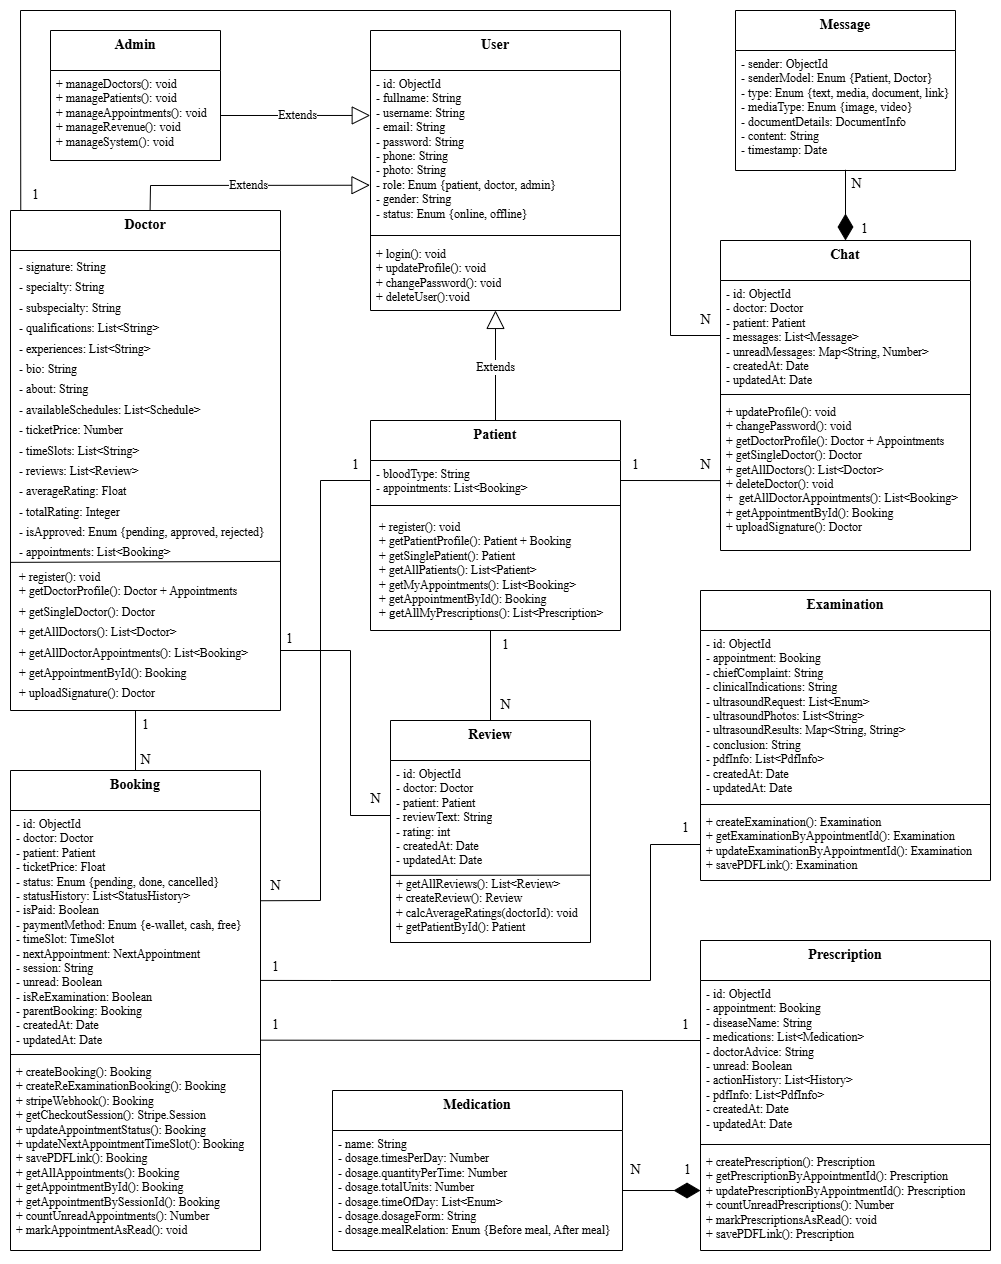 Admin
+ manageDoctors(): void
+ managePatients(): void
+ manageAppointments(): void
+ manageRevenue(): void
+ manageSystem(): void
Extends
User
- id: ObjectId
- fullname: String
- username: String
- email: String
- password: String
- phone: String
- photo: String
- role: Enum {patient, doctor, admin}
- gender: String
- status: Enum {online, offline}
+ login(): void
+ updateProfile(): void
+ changePassword(): void
+ deleteUser():void
Message
- sender: ObjectId
- senderModel: Enum {Patient, Doctor}
- type: Enum {text, media, document, link}
- mediaType: Enum {image, video}
- documentDetails: DocumentInfo
- content: String
- timestamp: Date
N
1
Extends
1
Doctor
- signature: String
- specialty: String
- subspecialty: String
- qualifications: List<String>
- experiences: List<String>
- bio: String
- about: String
- availableSchedules: List<Schedule>
- ticketPrice: Number
- timeSlots: List<String>
- reviews: List<Review>
- averageRating: Float
- totalRating: Integer
- isApproved: Enum {pending, approved, rejected}
- appointments: List<Booking>
+ register(): void
+ getDoctorProfile(): Doctor + Appointments
+ getSingleDoctor(): Doctor
+ getAllDoctors(): List<Doctor>
+ getAllDoctorAppointments(): List<Booking>
+ getAppointmentById(): Booking
+ uploadSignature(): Doctor
Extends
N
Chat
- id: ObjectId
- doctor: Doctor
- patient: Patient
- messages: List<Message>
- unreadMessages: Map<String, Number>
- createdAt: Date
- updatedAt: Date
+ updateProfile(): void
+ changePassword(): void
+ getDoctorProfile(): Doctor + Appointments
+ getSingleDoctor(): Doctor
+ getAllDoctors(): List<Doctor>
+ deleteDoctor(): void
+ getAllDoctorAppointments(): List<Booking>
+ getAppointmentById(): Booking
+ uploadSignature(): Doctor
1
Patient
- bloodType: String
- appointments: List<Booking>
+ register(): void
+ getPatientProfile(): Patient + Booking
+ getSinglePatient(): Patient
+ getAllPatients(): List<Patient>
+ getMyAppointments(): List<Booking>
+ getAppointmentById(): Booking
+ getAllMyPrescriptions(): List<Prescription>
1
N
1
1
N
Examination
- id: ObjectId
- appointment: Booking
- chiefComplaint: String
- clinicalIndications: String
- ultrasoundRequest: List<Enum>
- ultrasoundPhotos: List<String>
- ultrasoundResults: Map<String, String>
- conclusion: String
- pdfInfo: List<PdfInfo>
- createdAt: Date
- updatedAt: Date
+ createExamination(): Examination
+ getExaminationByAppointmentId(): Examination
+ updateExaminationByAppointmentId(): Examination
+ savePDFLink(): Examination
1
1
N
Review
- id: ObjectId
- doctor: Doctor
- patient: Patient
- reviewText: String
- rating: int
- createdAt: Date
- updatedAt: Date
+ getAllReviews(): List<Review>
+ createReview(): Review
+ calcAverageRatings(doctorId): void
+ getPatientById(): Patient
N
Booking
- id: ObjectId
- doctor: Doctor
- patient: Patient
- ticketPrice: Float
- status: Enum {pending, done, cancelled}
- statusHistory: List<StatusHistory>
- isPaid: Boolean
- paymentMethod: Enum {e-wallet, cash, free}
- timeSlot: TimeSlot
- nextAppointment: NextAppointment
- session: String
- unread: Boolean
- isReExamination: Boolean
- parentBooking: Booking
- createdAt: Date
- updatedAt: Date
+ createBooking(): Booking
+ createReExaminationBooking(): Booking
+ stripeWebhook(): Booking
+ getCheckoutSession(): Stripe.Session
+ updateAppointmentStatus(): Booking
+ updateNextAppointmentTimeSlot(): Booking
+ savePDFLink(): Booking
+ getAllAppointments(): Booking
+ getAppointmentById(): Booking
+ getAppointmentBySessionId(): Booking
+ countUnreadAppointments(): Number
+ markAppointmentAsRead(): void
N
1
1
1
Prescription
- id: ObjectId
- appointment: Booking
- diseaseName: String
- medications: List<Medication>
- doctorAdvice: String
- unread: Boolean
- actionHistory: List<History>
- pdfInfo: List<PdfInfo>
- createdAt: Date
- updatedAt: Date
+ createPrescription(): Prescription
+ getPrescriptionByAppointmentId(): Prescription
+ updatePrescriptionByAppointmentId(): Prescription
+ countUnreadPrescriptions(): Number
+ markPrescriptionsAsRead(): void
+ savePDFLink(): Prescription
Medication
- name: String
- dosage.timesPerDay: Number
- dosage.quantityPerTime: Number
- dosage.totalUnits: Number
- dosage.timeOfDay: List<Enum>
- dosage.dosageForm: String
- dosage.mealRelation: Enum {Before meal, After meal}
N
1